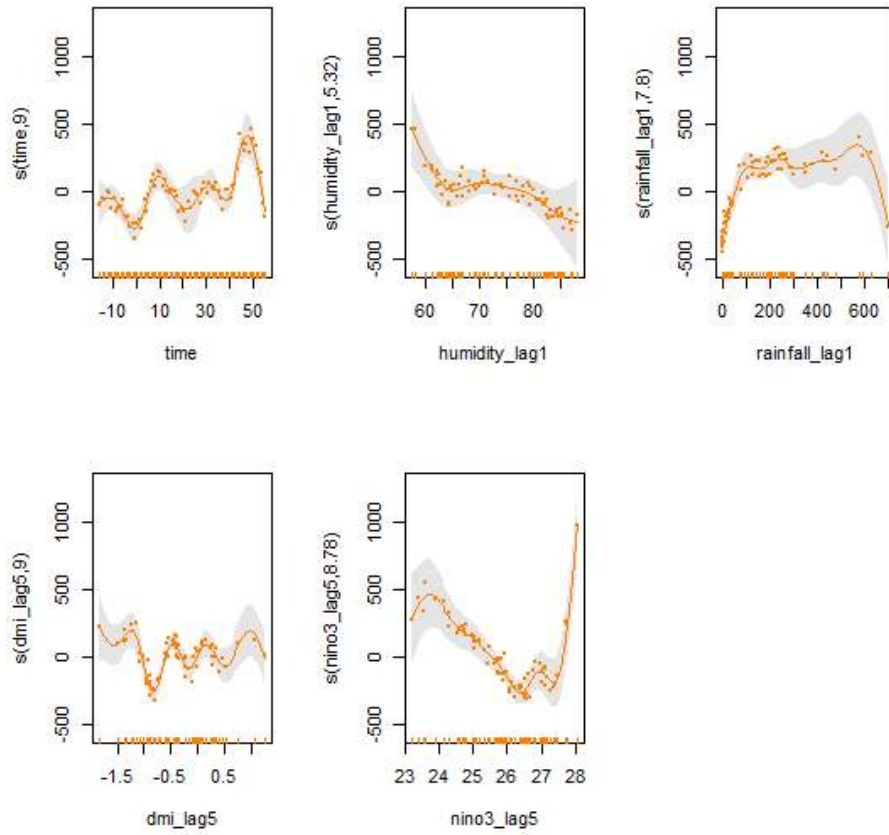 s(time,9)
-500 0 500 1000
-10 10 30 50
time
s(humidity_lag1,5.32)
-500 0 500 1000
60 70 80
humidity_lag1
s(rainfall_lag1,7.8)
-500 0 500 1000
0 200 400 600
rainfall_lag1
s(dmi_lag5,9)
-500 0 500 1000
-1.5 -0.5 0.5
dmi_lag5
s(nino3_lag5,8.78)
-500 0 500 1000
23 24 25 26 27 28
nino3_lag5